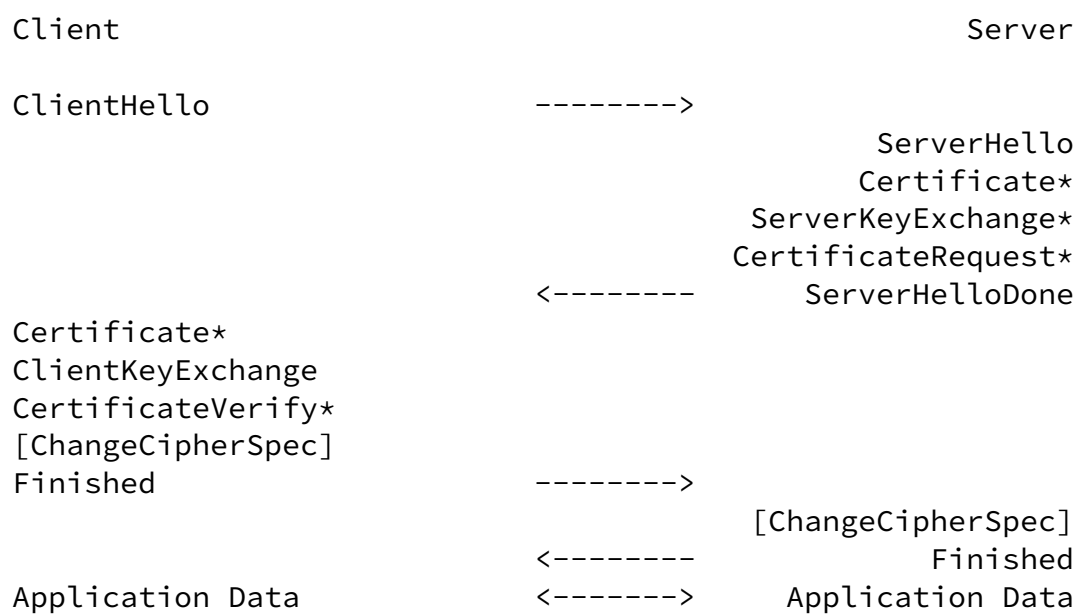 Client Server
ClientHello -------->
ServerHello
Certificate*
ServerKeyExchange*
CertificateRequest*
<-------- ServerHelloDone
Certificate*
ClientKeyExchange
CertificateVerify*
[ChangeCipherSpec]
Finished -------->
[ChangeCipherSpec]
<-------- Finished
Application Data <-------> Application Data